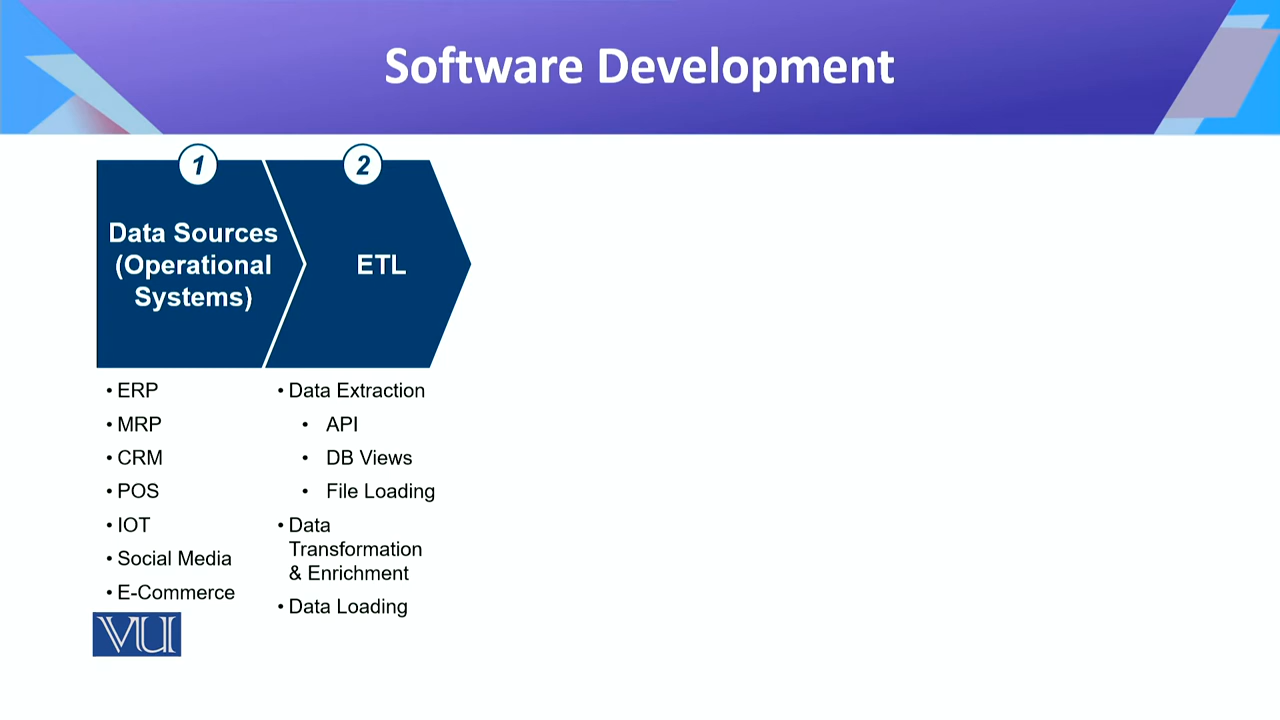 Software Development
1
Data Sources
(Operational
Systems)
2
ETL
• ERP
• MRP
• CRM
• POS
• IOT
• Social Media
• E-Commerce
• Data Extraction
• API
• DB Views
• File Loading
• Data
Transformation
& Enrichment
• Data Loading
VU